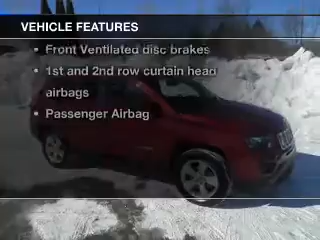 VEHICLE FEATURES
Front Ventilated disc brakes
1st and 2nd row curtain head
airbags
Passenger Airbag